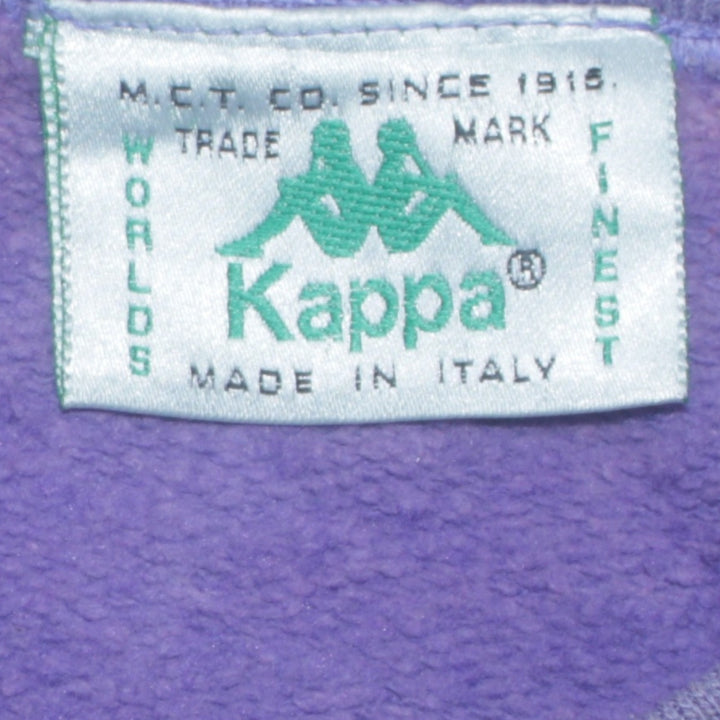 M.C.T. CO. SINCE 1916.
TRADE MARK
WORLDS
FINEST
Kappa®
MADE IN ITALY